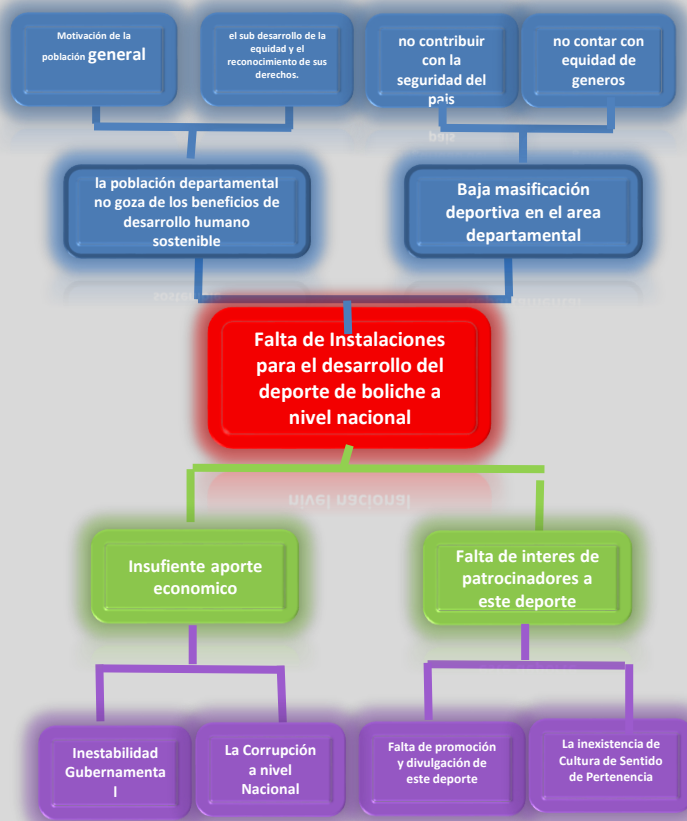 Motivación de la
población general
el sub desarrollo de la
equidad y el
reconocimiento de sus
derechos.
no contribuir
con la
seguridad del
pais
no contar con
equidad de
generos
la población departamental
no goza de los beneficios de
desarrollo humano
sostenible
Baja masificación
deportiva en el area
departamental
Falta de Instalaciones
para el desarrollo del
deporte de boliche a
nivel nacional
Insufiente aporte
economico
Falta de interes de
patrocinadores a
este deporte
Inestabilidad
Gubernamenta
l
La Corrupción
a nivel
Nacional
Falta de promoción
y divulgación de
este deporte
La inexistencia de
Cultura de Sentido
de Pertenencia